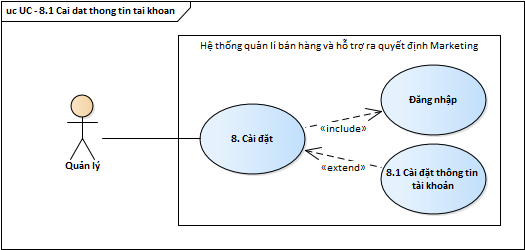 uc UC - 8.1 Cai dat thong tin tai khoan
Hệ thống quản lí bán hàng và hỗ trợ ra quyết định Marketing
Đăng nhập
«include»
8. Cài đặt
«extend»
8.1 Cài đặt thông tin
tài khoản
Quản lý